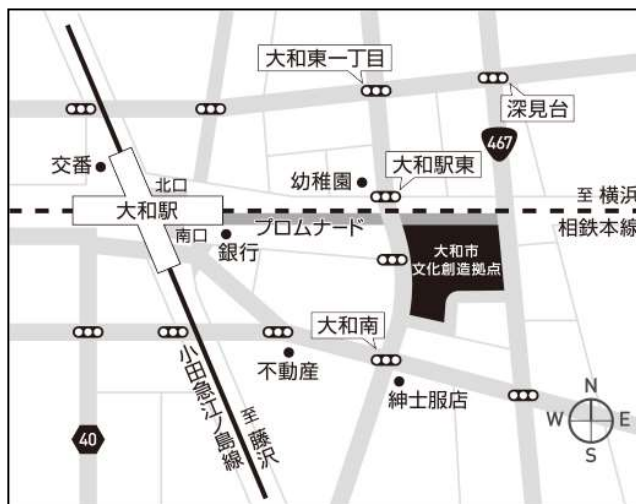 大和東一丁目
深見台
467
交番
北口
幼稚園
大和駅東
至 横浜
大和駅
プロムナード
相鉄本線
南口
銀行
大和市
文化創造拠点
大和南
不動産
紳士服店
小田急江ノ島線
至 藤沢
40
N
W
E
S